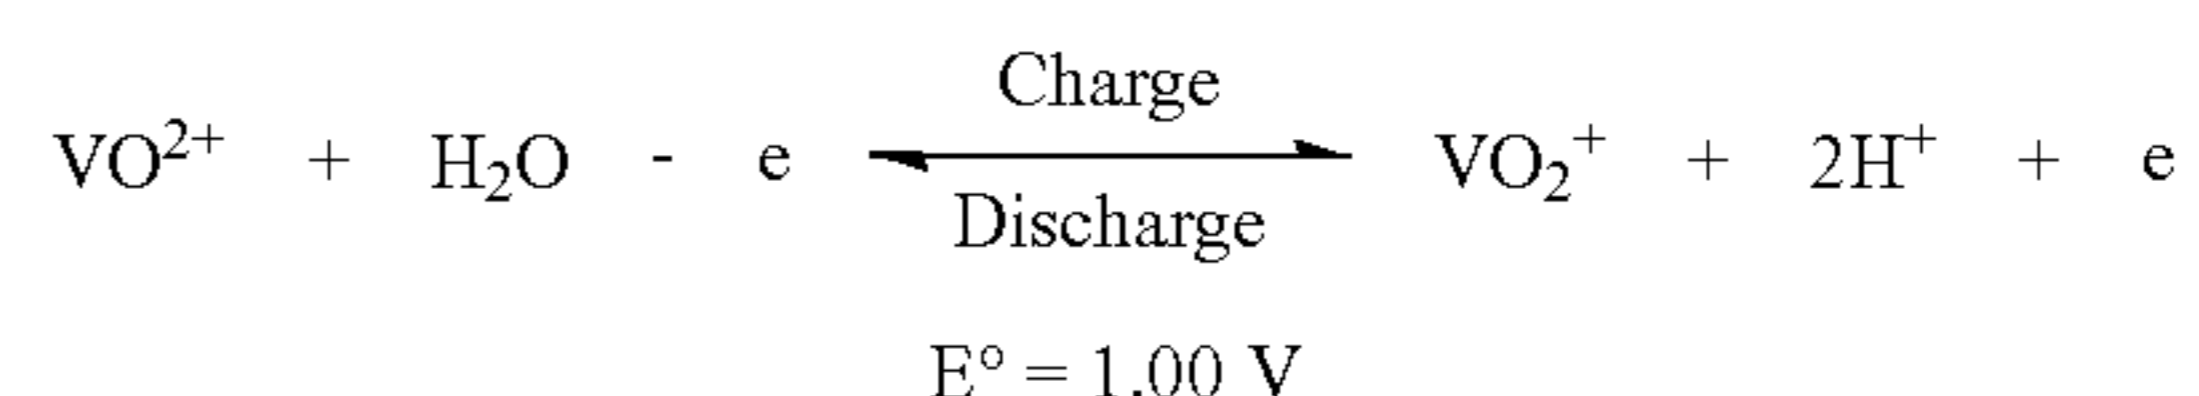 Charge
VO²⁺ + H₂O - e ⇌ VO₂⁺ + 2H⁺ + e
Discharge
E° = 1.00 V